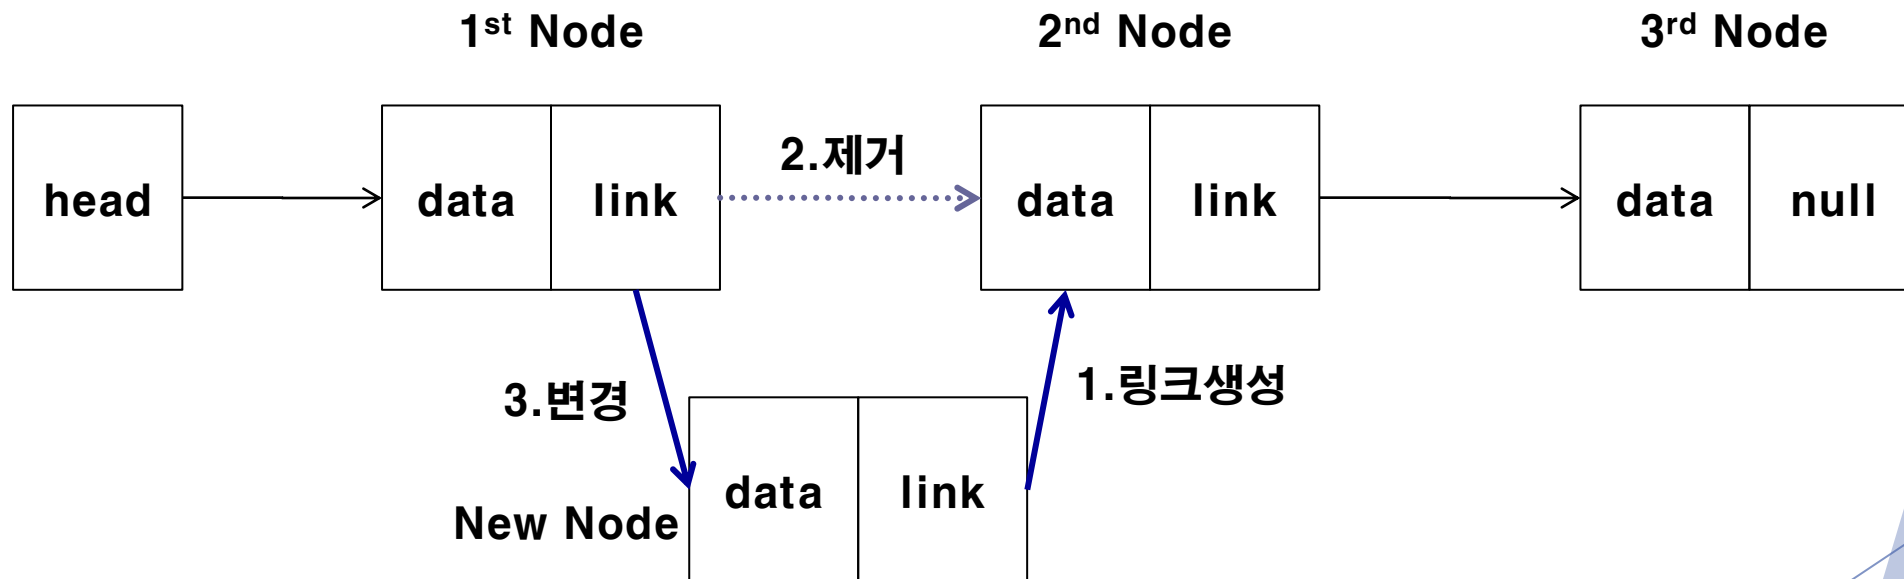 1st Node
2nd Node
3rd Node
head
data
link
2.제거
data
link
data
null
3.변경
1.링크생성
New Node
data
link